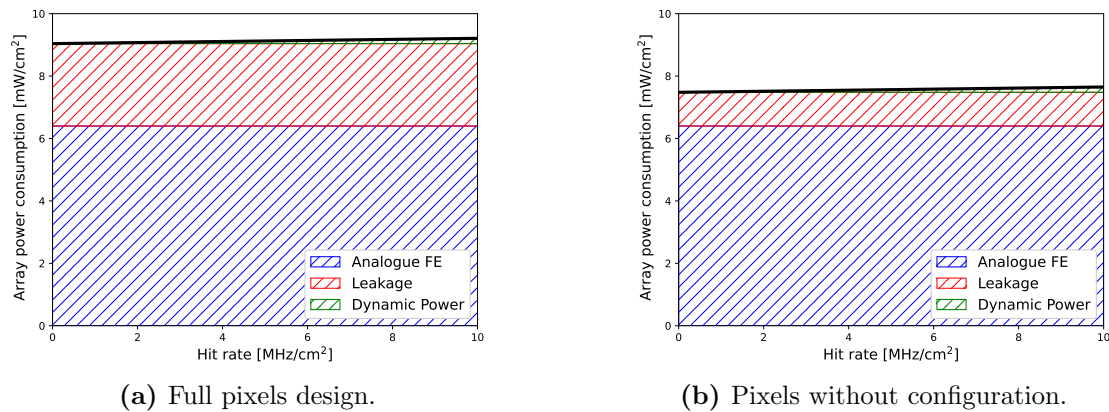 10
8
6
4
2
0
Array power consumption [mW/cm²]
0 2 4 6 8 10
Hit rate [MHz/cm²]
Analogue FE
Leakage
Dynamic Power
(a) Full pixels design.
10
8
6
4
2
0
Array power consumption [mW/cm²]
0 2 4 6 8 10
Hit rate [MHz/cm²]
Analogue FE
Leakage
Dynamic Power
(b) Pixels without configuration.